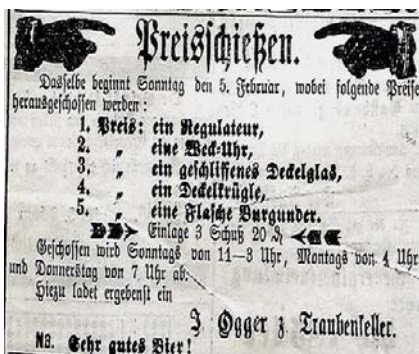 Preisschießen.
Dasselbe beginnt Sonntag den 5. Februar, wobei folgende Preise
herausgeschossen werden:
1. Preis: ein Regulateur,
2. „ eine Weck-Uhr,
3. „ ein geschliffenes Deckelglas,
4. „ ein Deckelkrügle,
5. „ eine Flasche Burgunder.
Einlage 3 Schuß 20 ₰
Geschossen wird Sonntags von 11—3 Uhr, Montags von 4 Uhr
und Donnerstag von 7 Uhr ab.
Hiezu ladet ergebenst ein
J. Ogger z. Traubenkeller.
NB. Sehr gutes Bier!